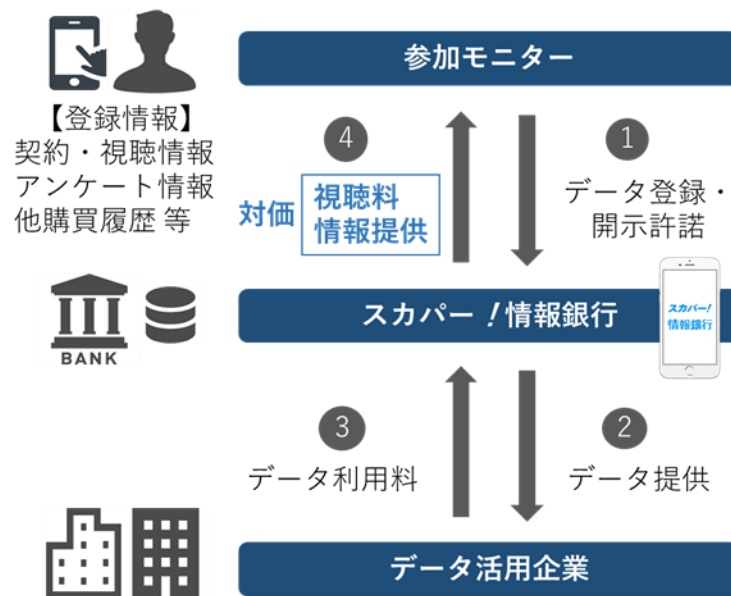 参加モニター
【登録情報】
契約・視聴情報
アンケート情報
他購買履歴 等
4
対価
視聴料
情報提供
1
データ登録・
開示許諾
BANK
スカパー！情報銀行
スカパー!
情報銀行
3
データ利用料
2
データ提供
データ活用企業